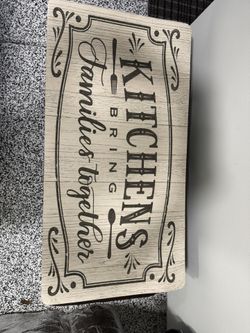 KITCHENS
BRING
Families together